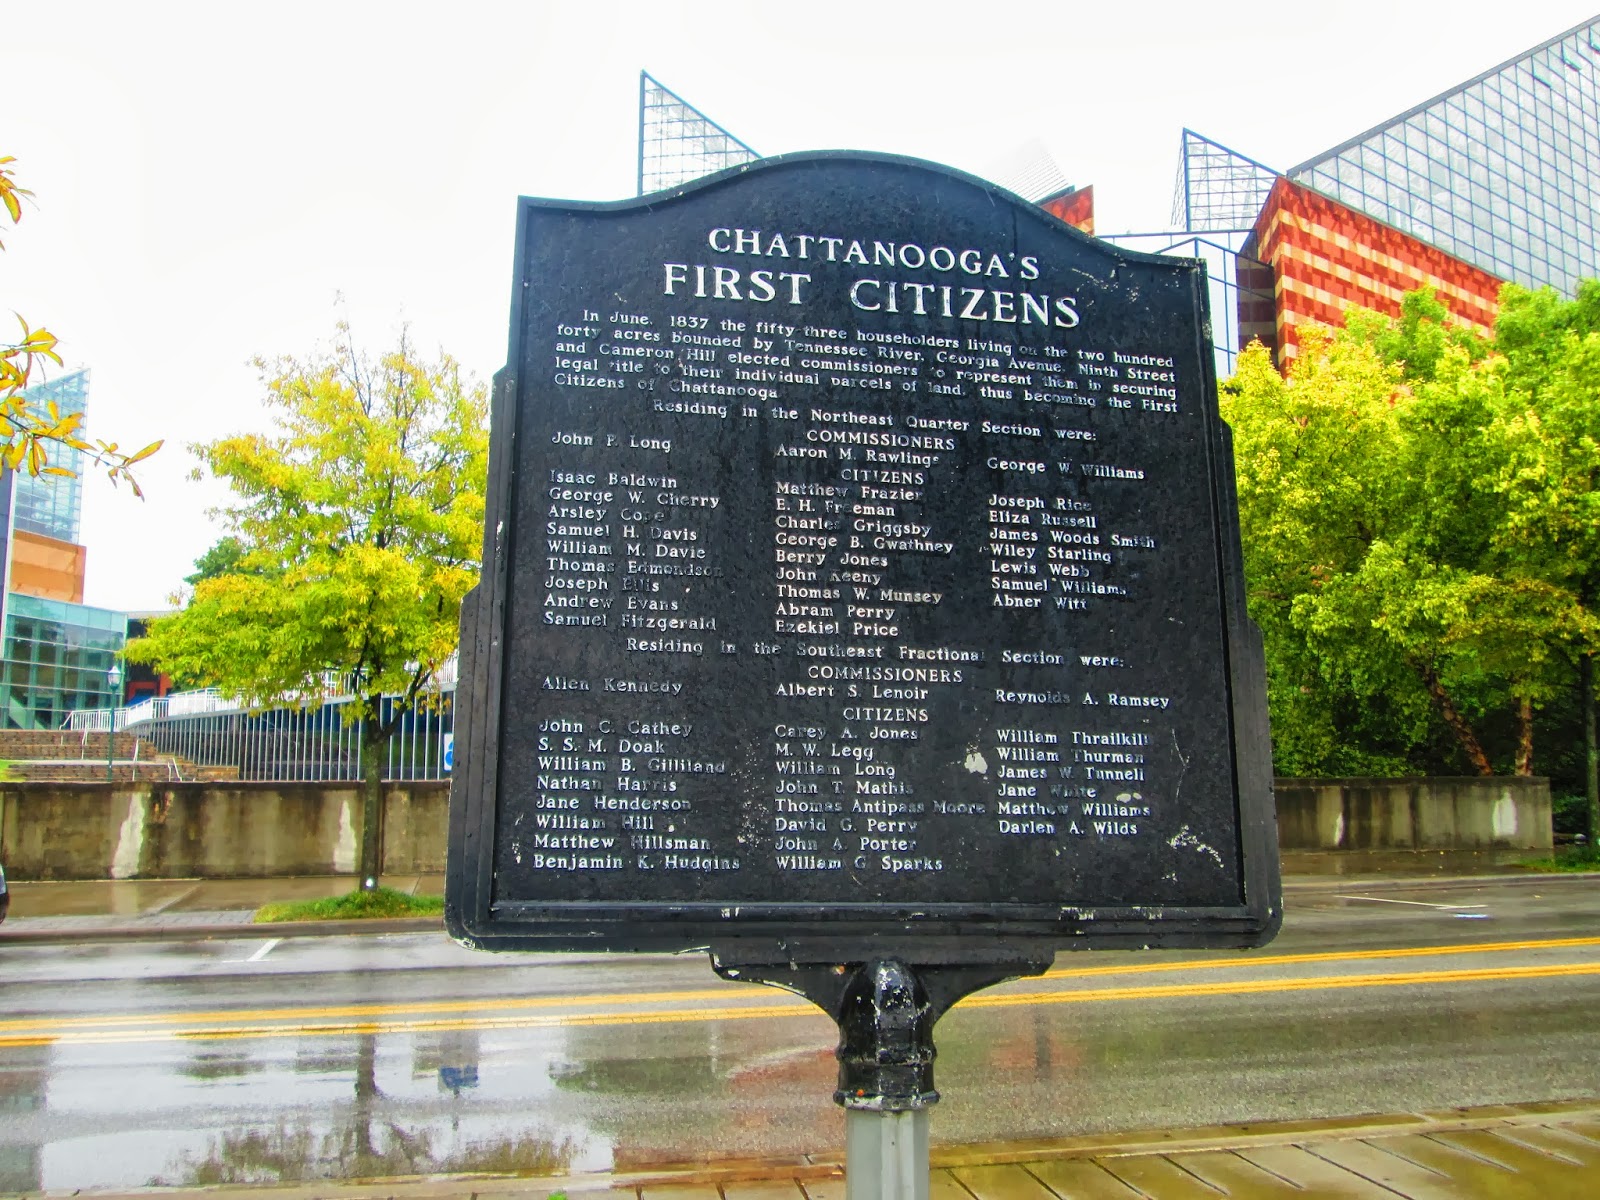 CHATTANOOGA'S
FIRST CITIZENS
In June, 1837 the fifty-three householders living on the two hundred
forty acres bounded by Tennessee River, Georgia Avenue, Ninth Street
and Cameron Hill elected commissioners to represent them in securing
legal title to their individual parcels of land, thus becoming the First
Citizens of Chattanooga
Residing in the Northeast Quarter Section were:
COMMISSIONERS
John P. Long Aaron M. Rawlings George W. Williams
CITIZENS
Isaac Baldwin Matthew Frazier Joseph Rice
George W. Cherry E. H. Freeman Eliza Russell
Arsley Cope Charles Griggsby James Woods Smith
Samuel H. Davis George B. Gwathney Wiley Starling
William M. Davie Berry Jones Lewis Webb
Thomas Edmondson John Keeny Samuel Williams
Joseph Ellis Thomas W. Munsey Abner Witt
Andrew Evans Abram Perry
Samuel Fitzgerald Ezekiel Price
Residing in the Southeast Fractional Section were:
COMMISSIONERS
Allen Kennedy Albert S. Lenoir Reynolds A. Ramsey
CITIZENS
John C. Cathey Carey A. Jones William Thrailkill
S. S. M. Doak M. W. Legg William Thurman
William B. Gilliland William Long James W. Tunnell
Nathan Harris John T. Mathis Jane White
Jane Henderson Thomas Antipass Moore Matthew Williams
William Hill David G. Perry Darlen A. Wilds
Matthew Hillsman John A. Porter
Benjamin K. Hudgins William G. Sparks